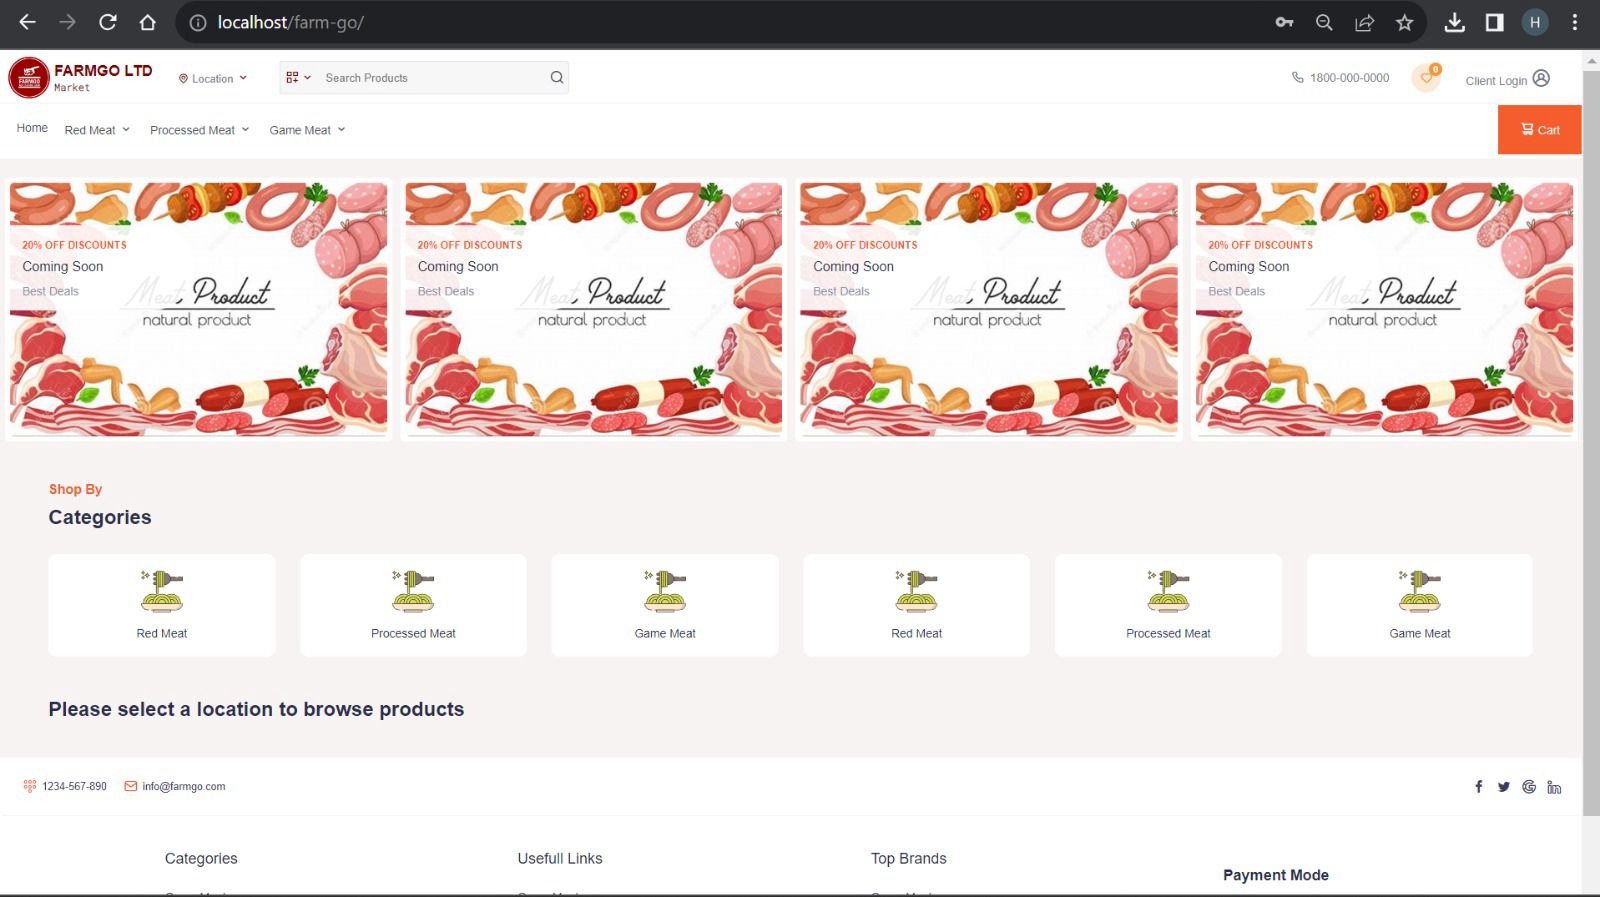 localhost/farm-go/
H
FARMGO LTD
Market
FARMGO
Location
Search Products
1800-000-0000
0
Client Login
Home
Red Meat
Processed Meat
Game Meat
Cart
20% OFF DISCOUNTS
Coming Soon
Best Deals
Meat Product
natural product
20% OFF DISCOUNTS
Coming Soon
Best Deals
Meat Product
natural product
20% OFF DISCOUNTS
Coming Soon
Best Deals
Meat Product
natural product
20% OFF DISCOUNTS
Coming Soon
Best Deals
Meat Product
natural product
Shop By
Categories
Red Meat
Processed Meat
Game Meat
Red Meat
Processed Meat
Game Meat
Please select a location to browse products
1234-567-890
info@farmgo.com
Categories
Usefull Links
Top Brands
Payment Mode